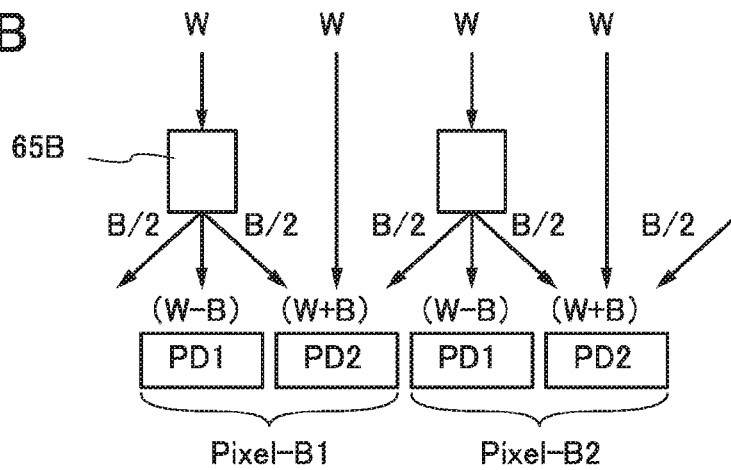 B
W W W W
65B
B/2 B/2 B/2 B/2 B/2
(W-B) (W+B) (W-B) (W+B)
PD1 PD2 PD1 PD2
Pixel-B1 Pixel-B2